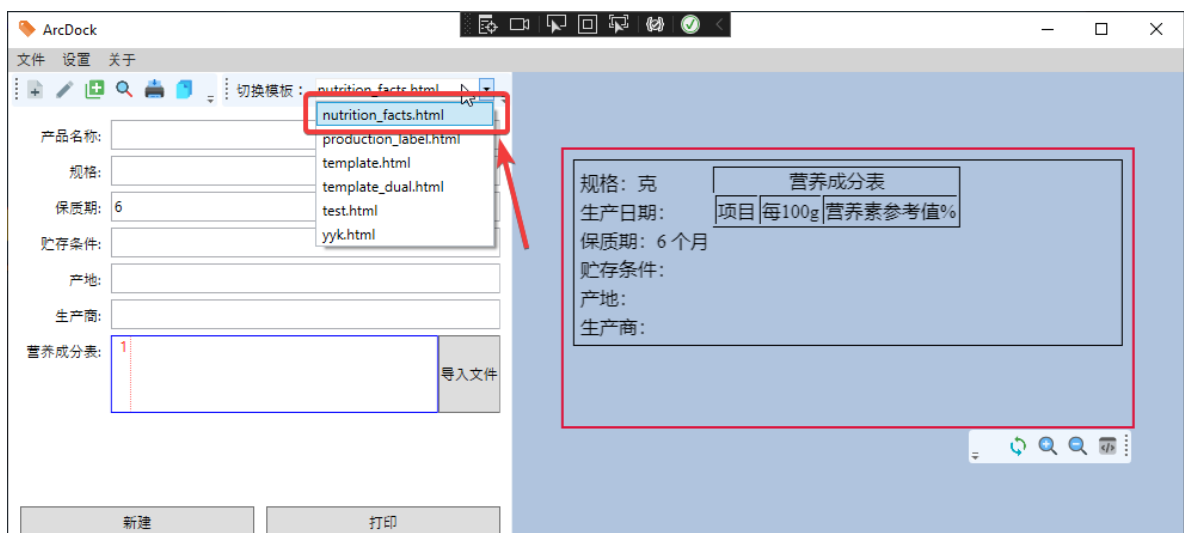 ArcDock
文件 设置 关于
切换模板： nutrition_facts.html
nutrition_facts.html
production_label.html
template.html
template_dual.html
test.html
yyk.html
产品名称:
规格:
保质期: 6
贮存条件:
产地:
生产商:
营养成分表: 1
导入文件
新建 打印
规格：克
生产日期：
保质期：6 个月
贮存条件：
产地：
生产商：
营养成分表
项目 每100g 营养素参考值%